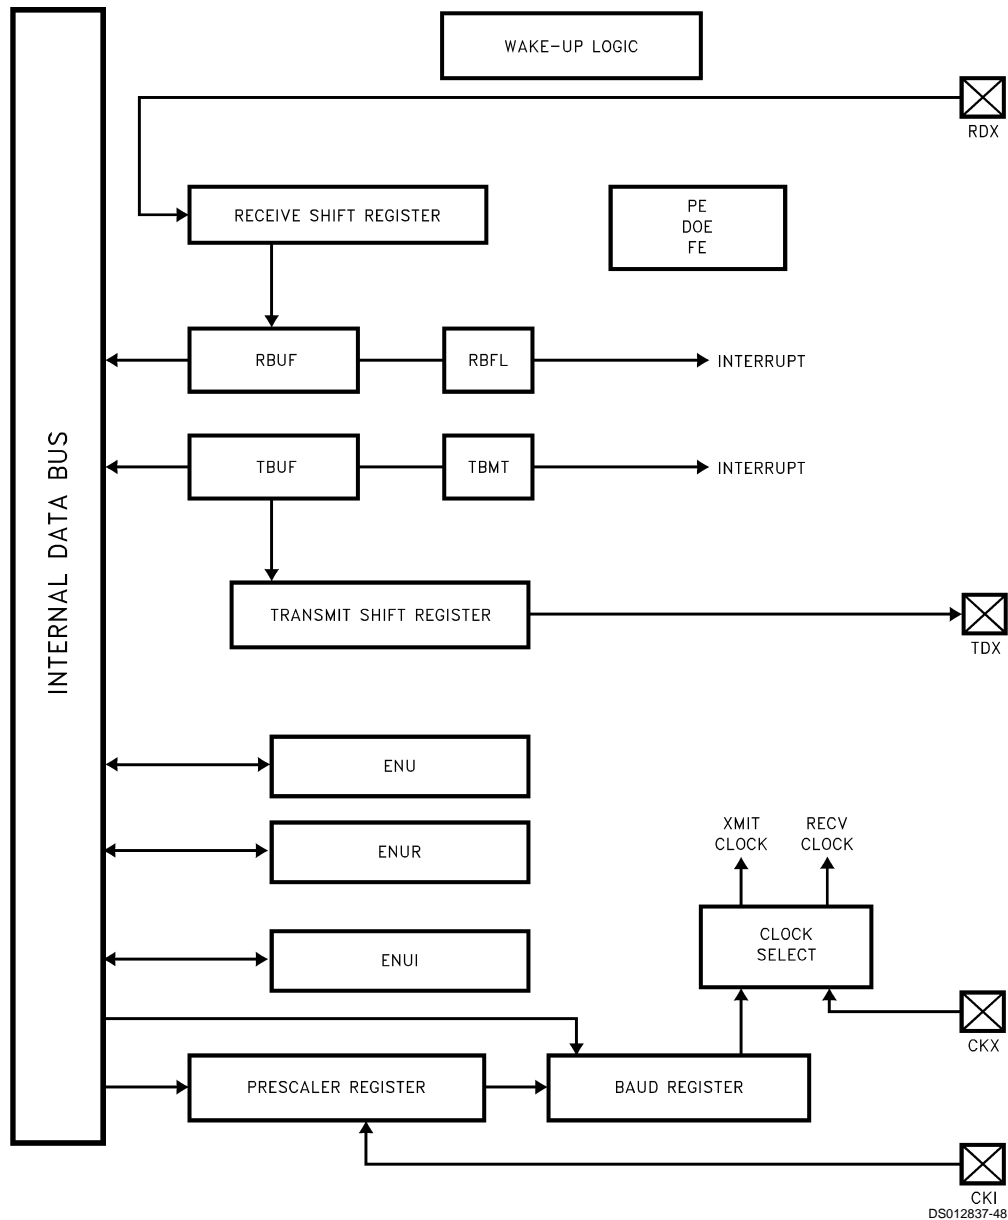 WAKE-UP LOGIC
RDX
RECEIVE SHIFT REGISTER
PE
DOE
FE
RBUF
RBFL
INTERRUPT
TBUF
TBMT
INTERRUPT
INTERNAL DATA BUS
TRANSMIT SHIFT REGISTER
TDX
ENU
ENUR
XMIT
CLOCK
RECV
CLOCK
CLOCK
SELECT
ENUI
CKX
PRESCALER REGISTER
BAUD REGISTER
CKI
DS012837-48